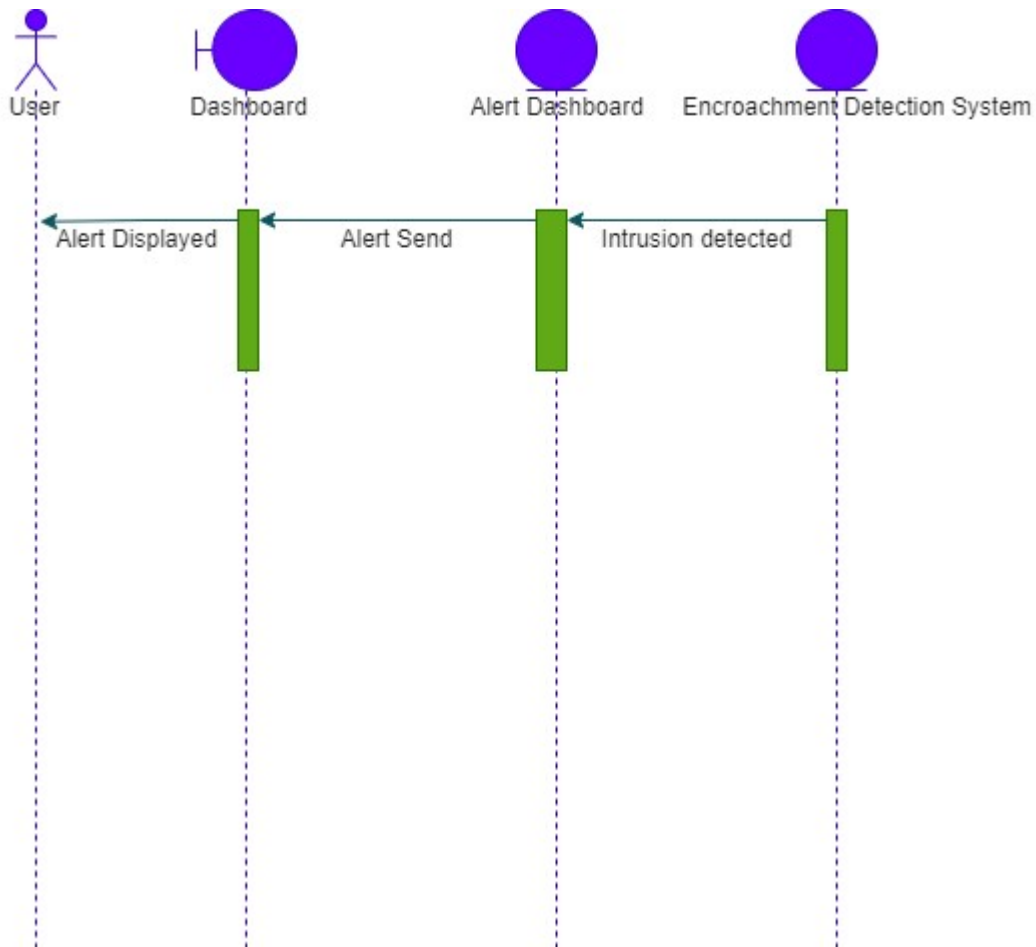 User
Dashboard
Alert Dashboard
Encroachment Detection System
Alert Displayed
Alert Send
Intrusion detected